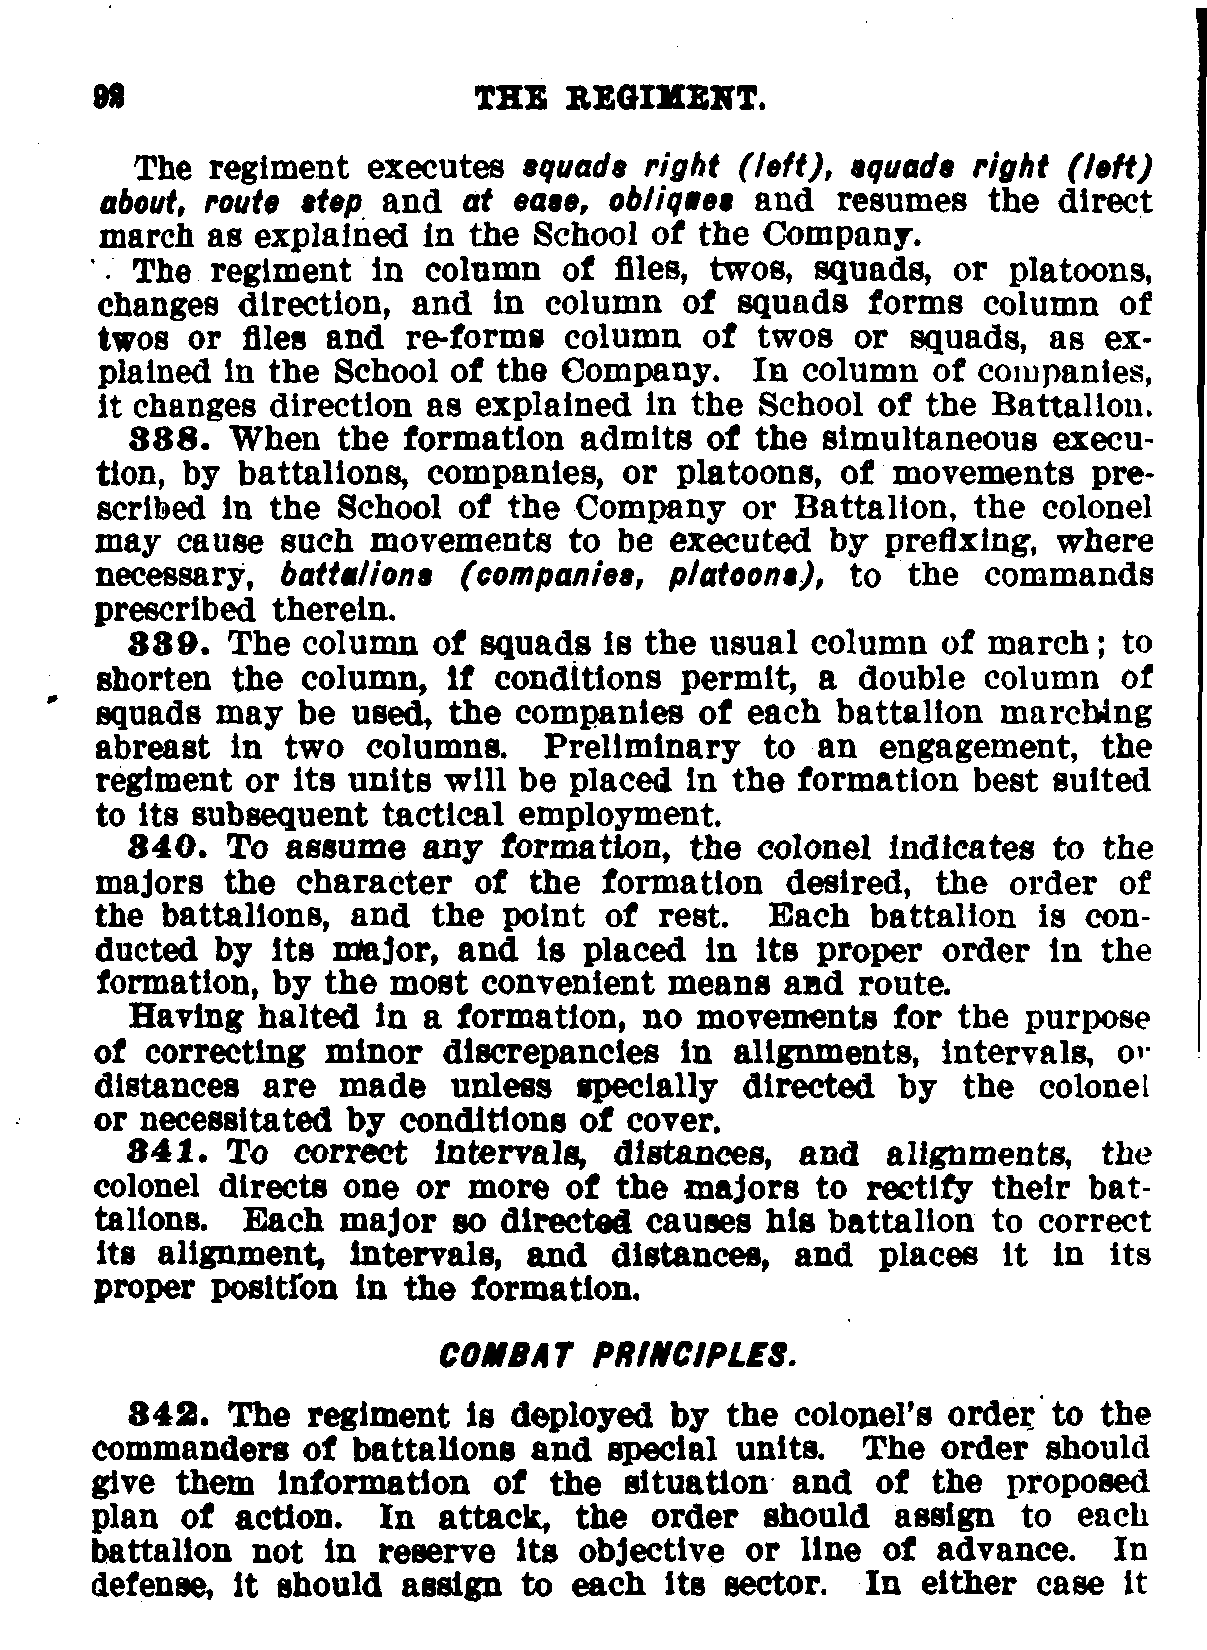 98 THE REGIMENT.
The regiment executes squads right (left), squads right (left)
about, route step and at ease, obliques and resumes the direct
march as explained in the School of the Company.
The regiment in column of files, twos, squads, or platoons,
changes direction, and in column of squads forms column of
twos or files and re-forms column of twos or squads, as ex-
plained in the School of the Company. In column of companies,
it changes direction as explained in the School of the Battalion.
338. When the formation admits of the simultaneous execu-
tion, by battalions, companies, or platoons, of movements pre-
scribed in the School of the Company or Battalion, the colonel
may cause such movements to be executed by prefixing, where
necessary, battalions (companies, platoons), to the commands
prescribed therein.
339. The column of squads is the usual column of march; to
shorten the column, if conditions permit, a double column of
squads may be used, the companies of each battalion marching
abreast in two columns. Preliminary to an engagement, the
regiment or its units will be placed in the formation best suited
to its subsequent tactical employment.
340. To assume any formation, the colonel indicates to the
majors the character of the formation desired, the order of
the battalions, and the point of rest. Each battalion is con-
ducted by its major, and is placed in its proper order in the
formation, by the most convenient means and route.
Having halted in a formation, no movements for the purpose
of correcting minor discrepancies in alignments, intervals, or
distances are made unless specially directed by the colonel
or necessitated by conditions of cover.
341. To correct intervals, distances, and alignments, the
colonel directs one or more of the majors to rectify their bat-
talions. Each major so directed causes his battalion to correct
its alignment, intervals, and distances, and places it in its
proper position in the formation.
COMBAT PRINCIPLES.
342. The regiment is deployed by the colonel's order to the
commanders of battalions and special units. The order should
give them information of the situation and of the proposed
plan of action. In attack, the order should assign to each
battalion not in reserve its objective or line of advance. In
defense, it should assign to each its sector. In either case it